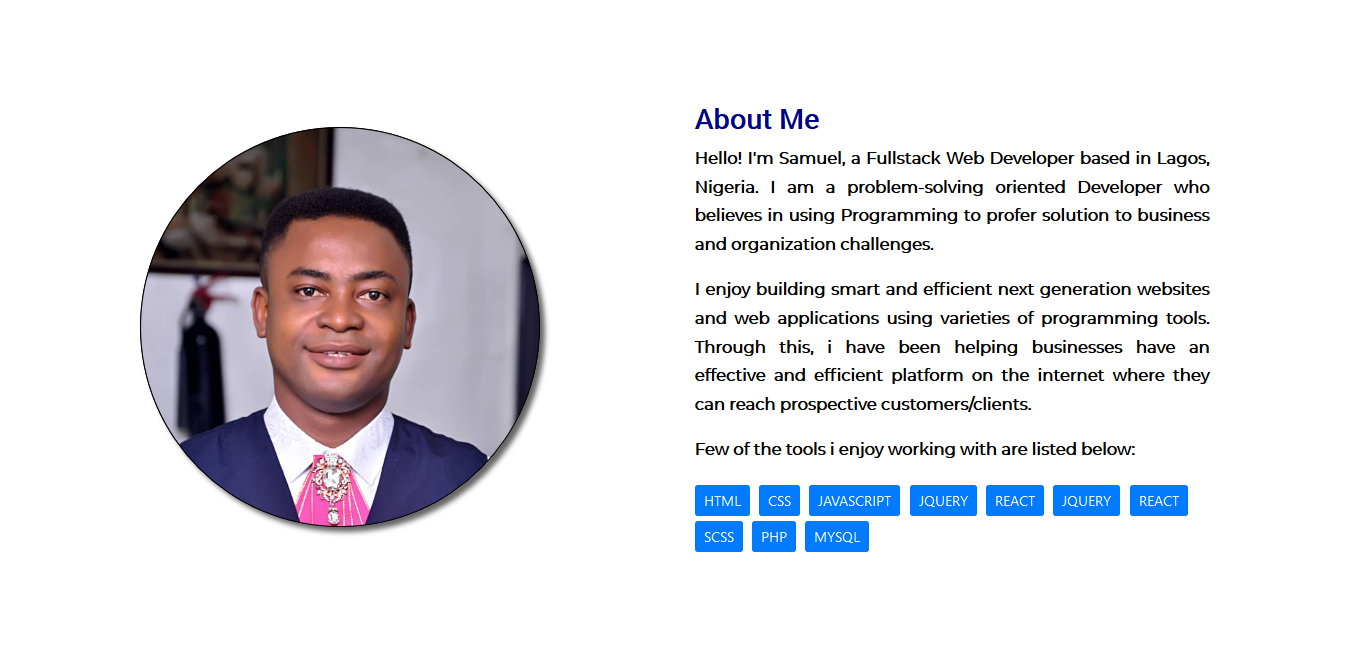 About Me
Hello! I'm Samuel, a Fullstack Web Developer based in Lagos,
Nigeria. I am a problem-solving oriented Developer who
believes in using Programming to profer solution to business
and organization challenges.
I enjoy building smart and efficient next generation websites
and web applications using varieties of programming tools.
Through this, i have been helping businesses have an
effective and efficient platform on the internet where they
can reach prospective customers/clients.
Few of the tools i enjoy working with are listed below:
HTML CSS JAVASCRIPT JQUERY REACT JQUERY REACT
SCSS PHP MYSQL